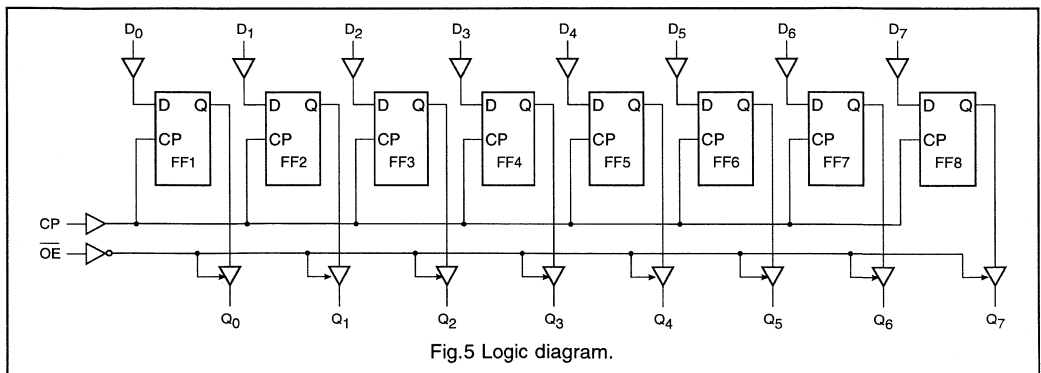 D0 D1 D2 D3 D4 D5 D6 D7
D Q D Q D Q D Q D Q D Q D Q D Q
CP CP CP CP CP CP CP CP
FF1 FF2 FF3 FF4 FF5 FF6 FF7 FF8
CP
OE
Q0 Q1 Q2 Q3 Q4 Q5 Q6 Q7
Fig.5 Logic diagram.